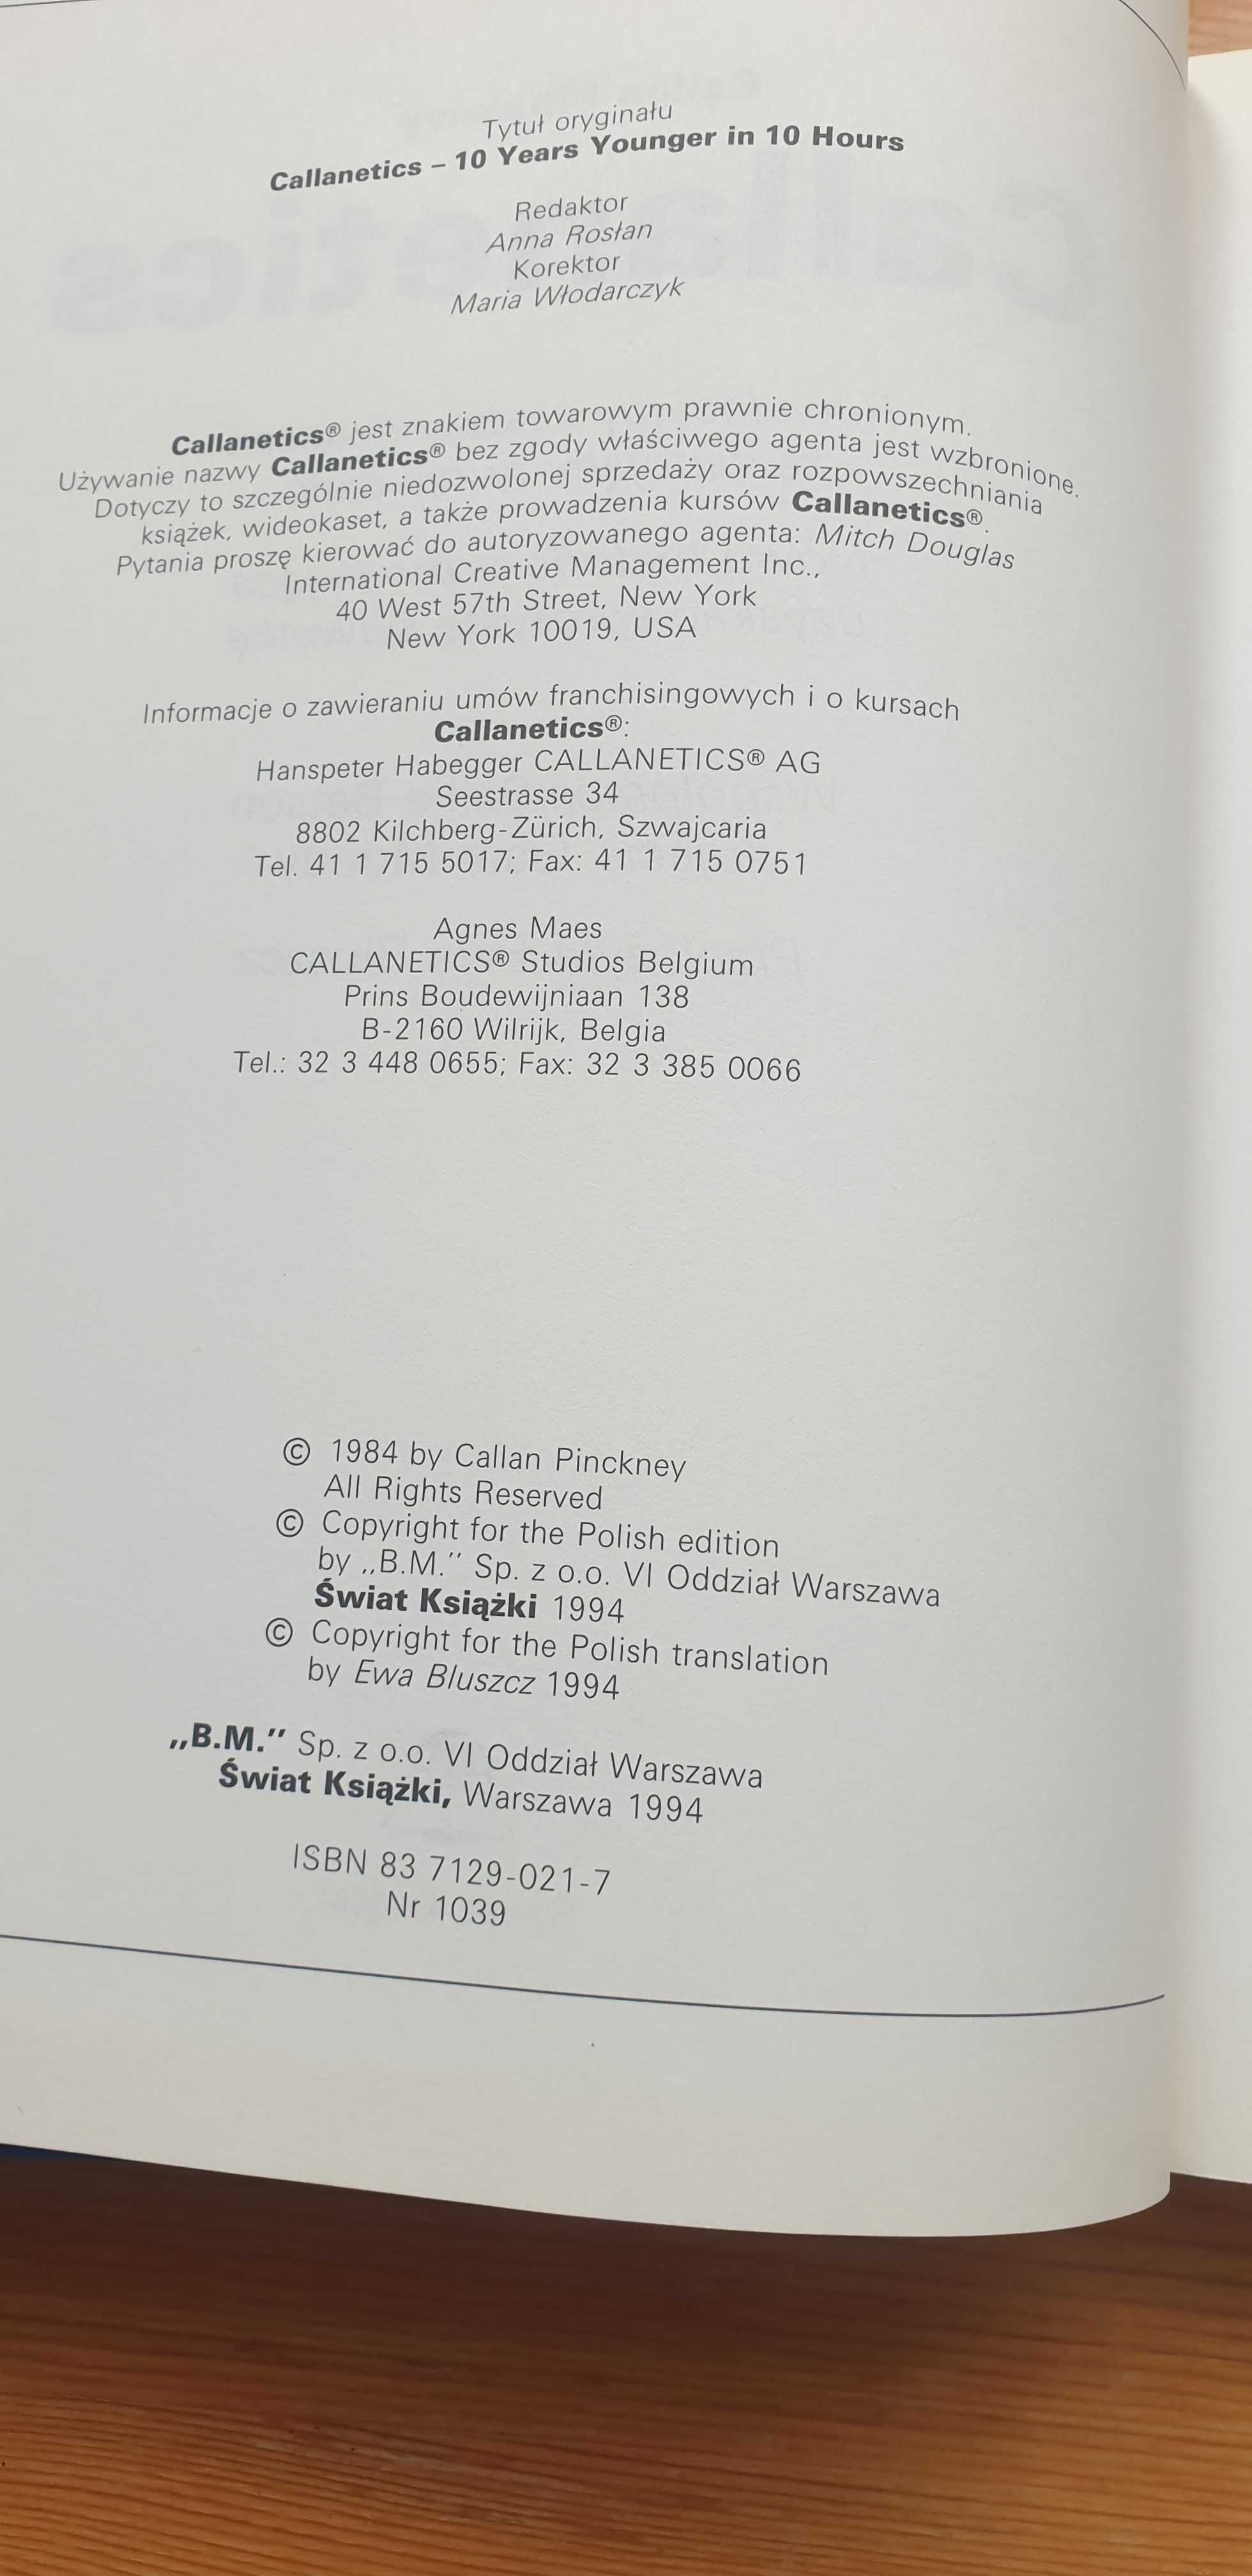 Tytuł oryginału
Callanetics – 10 Years Younger in 10 Hours
Redaktor
Anna Rosłan
Korektor
Maria Włodarczyk
Callanetics® jest znakiem towarowym prawnie chronionym.
Używanie nazwy Callanetics® bez zgody właściwego agenta jest wzbronione.
Dotyczy to szczególnie niedozwolonej sprzedaży oraz rozpowszechniania
książek, wideokaset, a także prowadzenia kursów Callanetics®.
Pytania proszę kierować do autoryzowanego agenta: Mitch Douglas
International Creative Management Inc.,
40 West 57th Street, New York
New York 10019, USA
Informacje o zawieraniu umów franchisingowych i o kursach
Callanetics®:
Hanspeter Habegger CALLANETICS® AG
Seestrasse 34
8802 Kilchberg-Zürich, Szwajcaria
Tel. 41 1 715 5017; Fax: 41 1 715 0751
Agnes Maes
CALLANETICS® Studios Belgium
Prins Boudewijniaan 138
B-2160 Wilrijk, Belgia
Tel.: 32 3 448 0655; Fax: 32 3 385 0066
© 1984 by Callan Pinckney
All Rights Reserved
© Copyright for the Polish edition
by „B.M.” Sp. z o.o. VI Oddział Warszawa
Świat Książki 1994
© Copyright for the Polish translation
by Ewa Bluszcz 1994
„B.M.” Sp. z o.o. VI Oddział Warszawa
Świat Książki, Warszawa 1994
ISBN 83 7129-021-7
Nr 1039